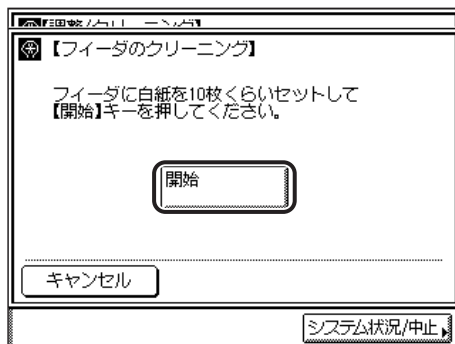 【フィーダのクリーニング】
フィーダに白紙を10枚くらいセットして
【開始】キーを押してください。
開始
キャンセル
システム状況/中止